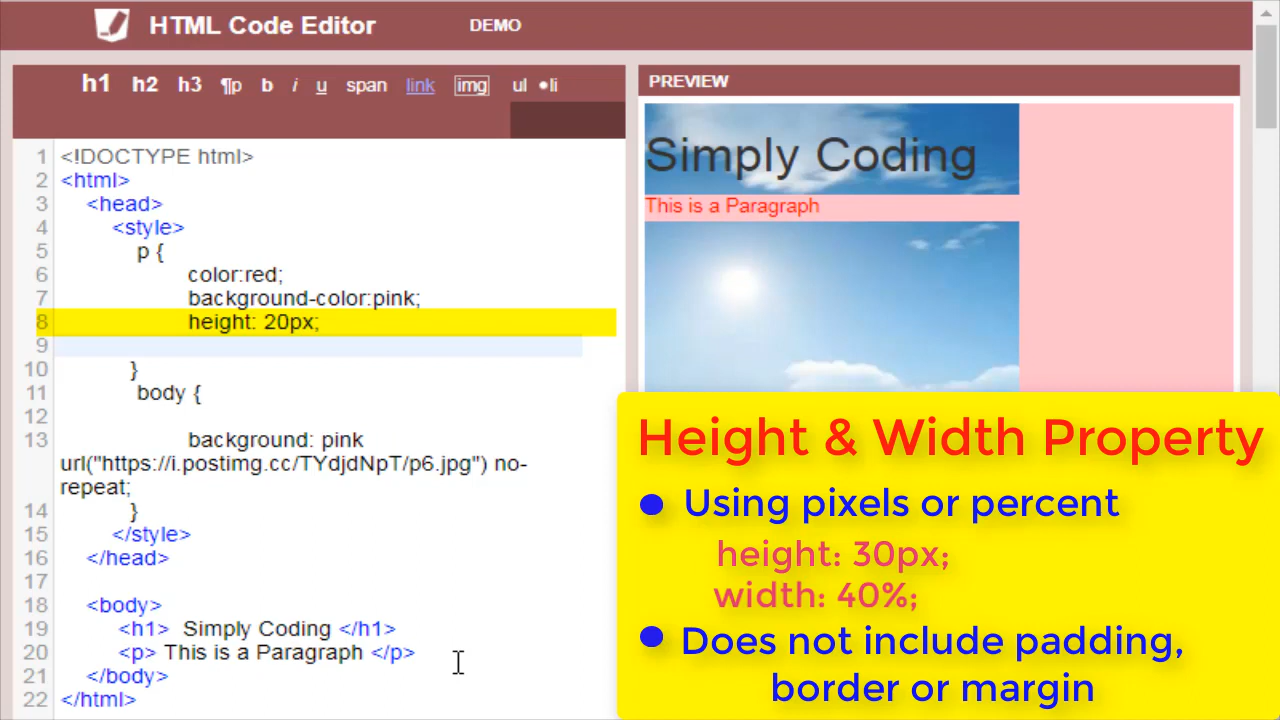 HTML Code Editor
DEMO
h1 h2 h3 ¶p b i u span link img ul •li
1 <!DOCTYPE html>
2 <html>
3 <head>
4 <style>
5 p {
6 color:red;
7 background-color:pink;
8 height: 20px;
9
10 }
11 body {
12
13 background: pink
url("https://i.postimg.cc/TYdjdNpT/p6.jpg") no-
repeat;
14 }
15 </style>
16 </head>
17
18 <body>
19 <h1> Simply Coding </h1>
20 <p> This is a Paragraph </p>
21 </body>
22 </html>
PREVIEW
Simply Coding
This is a Paragraph
Height & Width Property
• Using pixels or percent
height: 30px;
width: 40%;
• Does not include padding,
border or margin